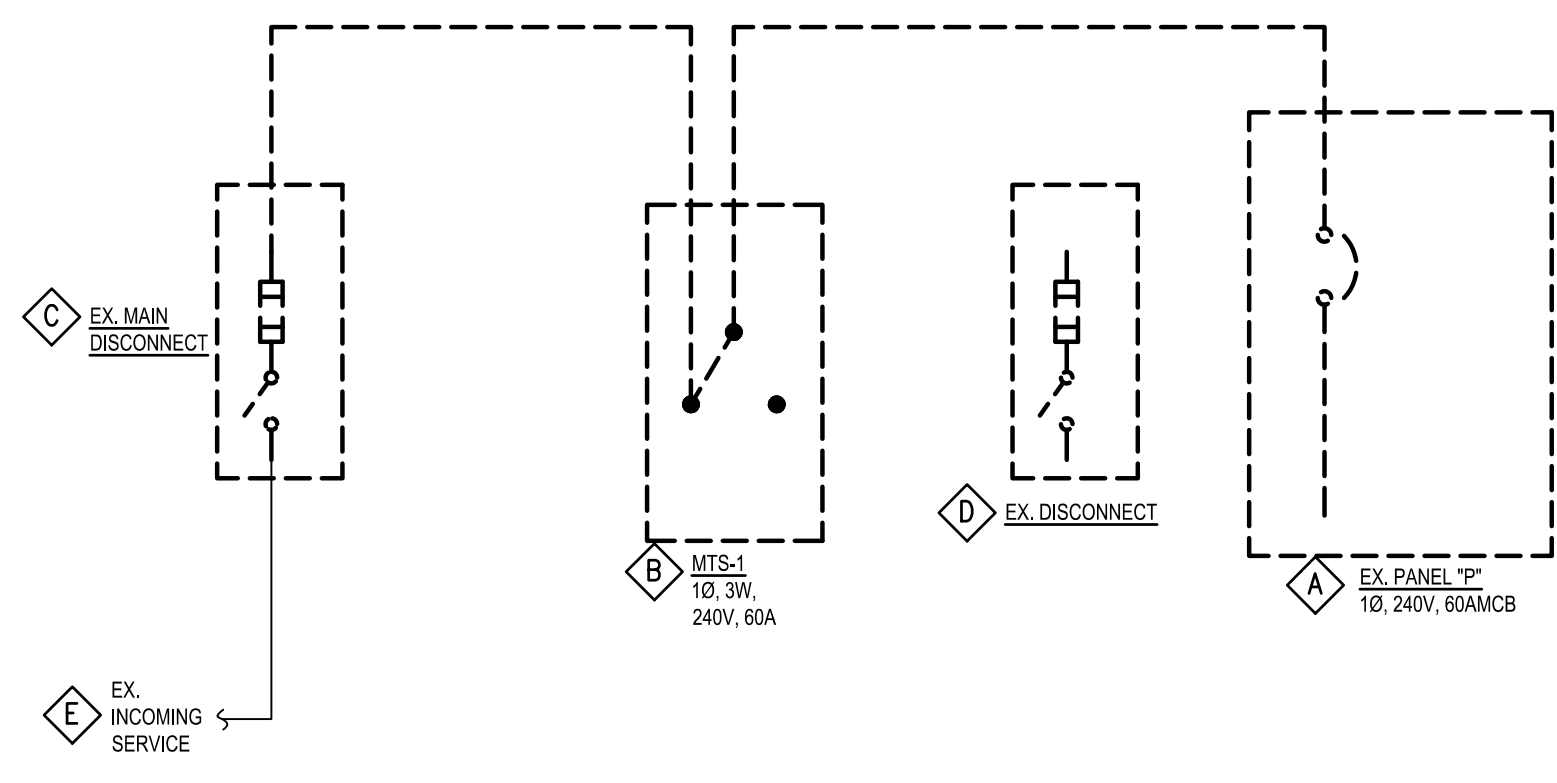 C
EX. MAIN
DISCONNECT
D
EX. DISCONNECT
B
MTS-1
1Ø, 3W,
240V, 60A
A
EX. PANEL "P"
1Ø, 240V, 60AMCB
E
EX.
INCOMING
SERVICE